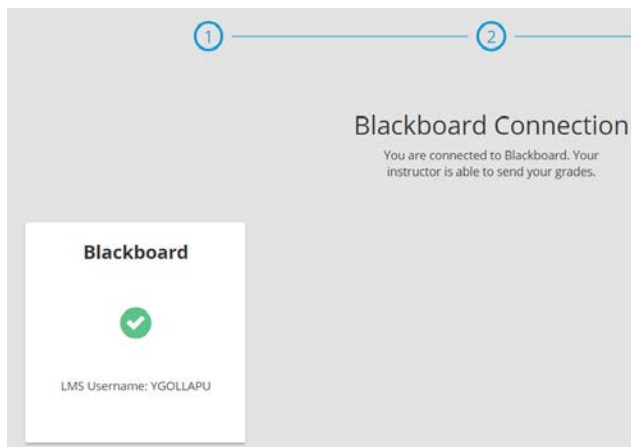 1
2
Blackboard Connection
You are connected to Blackboard. Your
instructor is able to send your grades.
Blackboard
LMS Username: YGOLLAPU